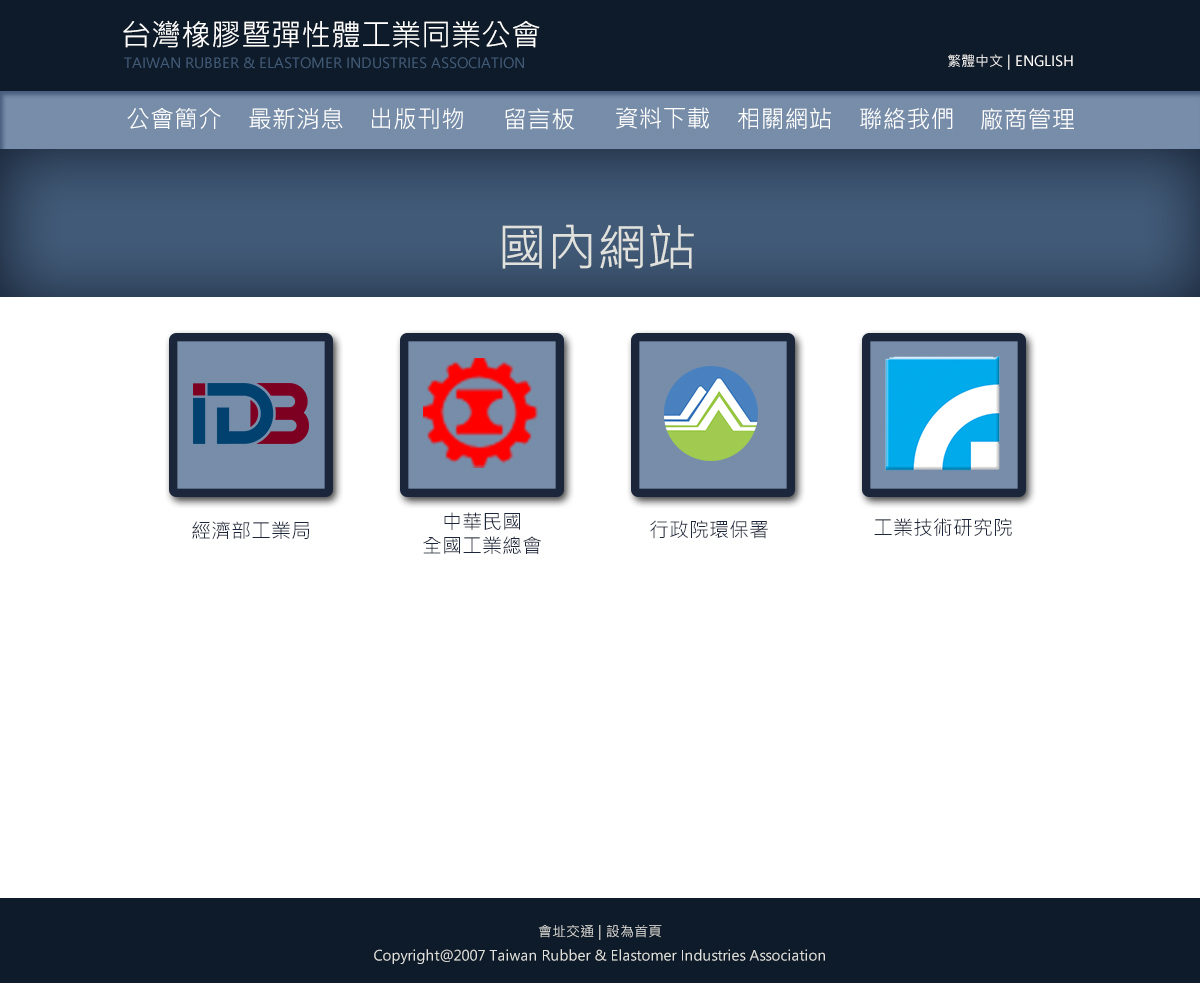 台灣橡膠暨彈性體工業同業公會
TAIWAN RUBBER & ELASTOMER INDUSTRIES ASSOCIATION
繁體中文 | ENGLISH
公會簡介 最新消息 出版刊物 留言板 資料下載 相關網站 聯絡我們 廠商管理
國內網站
iDB
經濟部工業局
中華民國
全國工業總會
行政院環保署
工業技術研究院
會址交通 | 設為首頁
Copyright@2007 Taiwan Rubber & Elastomer Industries Association